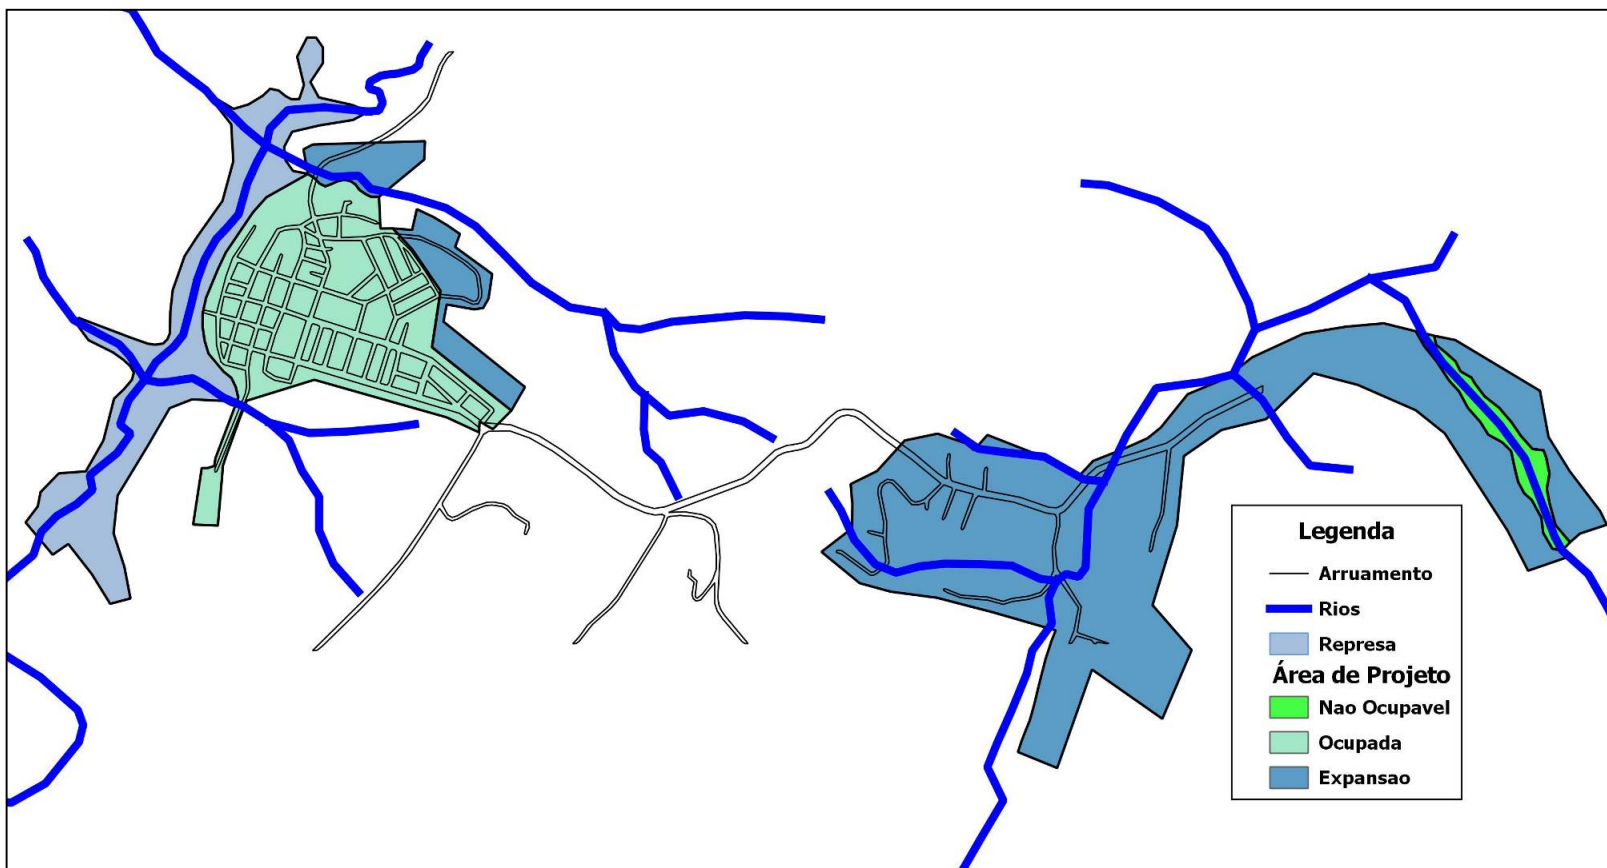 Legenda
Arruamento
Rios
Represa
Área de Projeto
Nao Ocupavel
Ocupada
Expansao